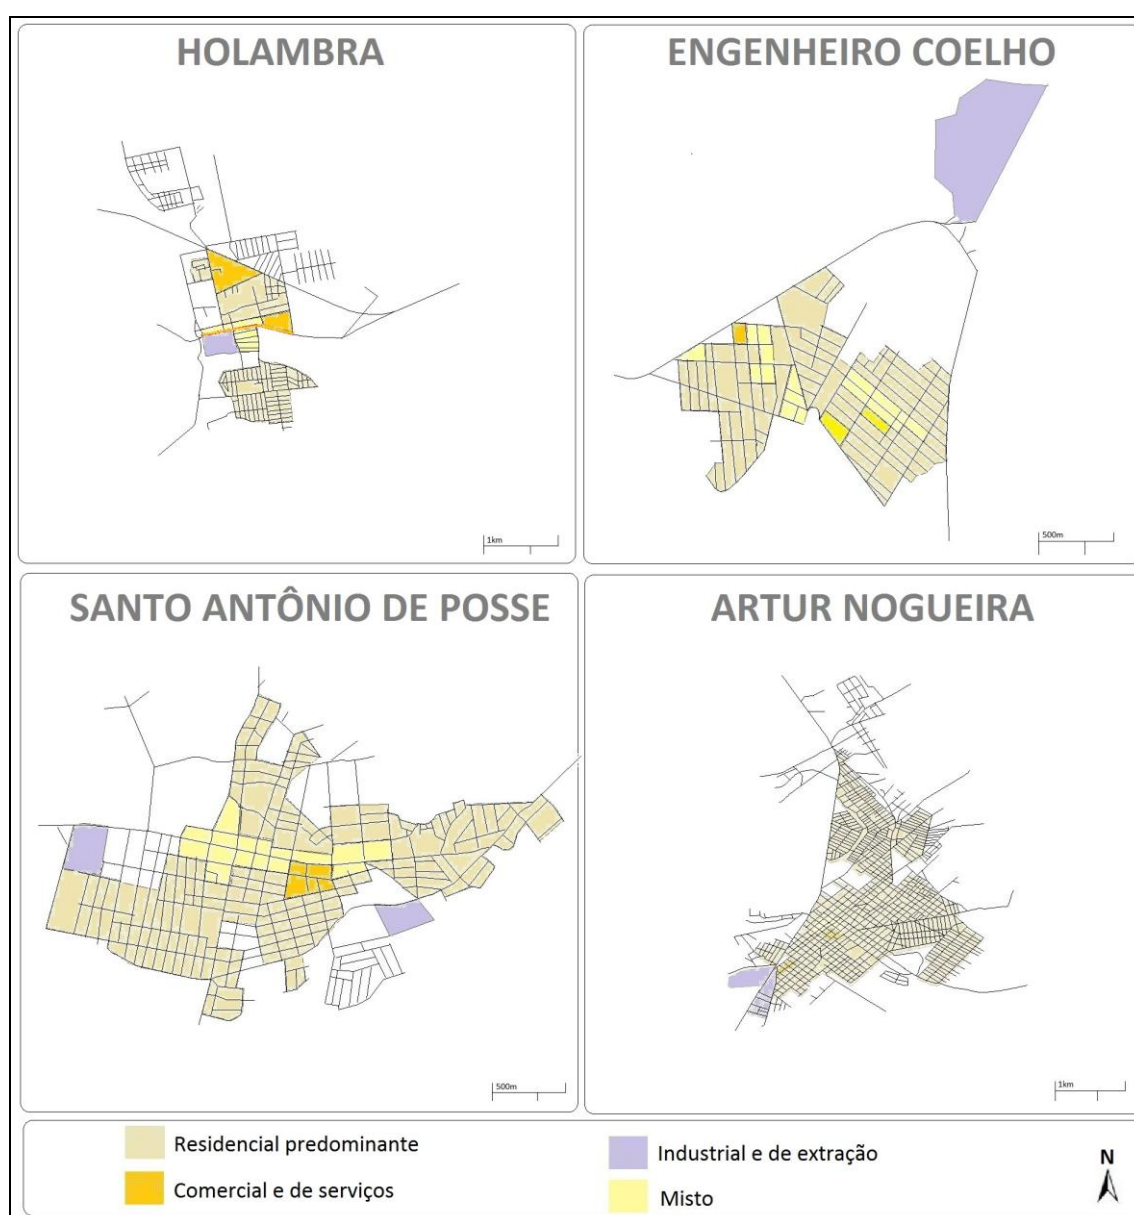 HOLAMBRA
ENGENHEIRO COELHO
1km
500m
SANTO ANTÔNIO DE POSSE
ARTUR NOGUEIRA
500m
1km
Residencial predominante
Comercial e de serviços
Industrial e de extração
Misto
N